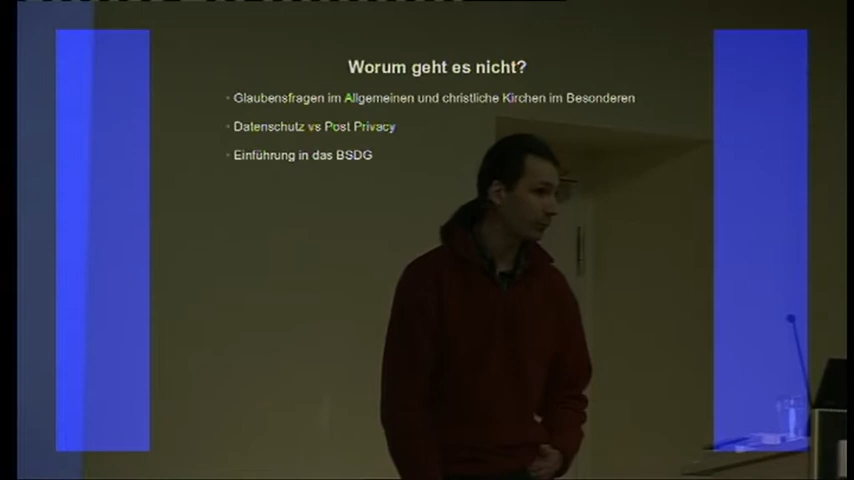 Worum geht es nicht?
Glaubensfragen im Allgemeinen und christliche Kirchen im Besonderen
Datenschutz vs Post Privacy
Einführung in das BSDG